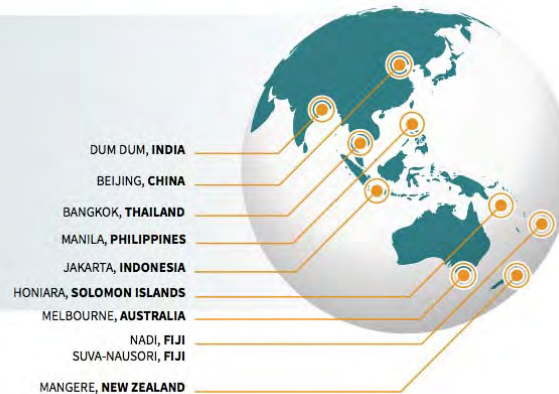 DUM DUM, INDIA
BEIJING, CHINA
BANGKOK, THAILAND
MANILA, PHILIPPINES
JAKARTA, INDONESIA
HONIARA, SOLOMON ISLANDS
MELBOURNE, AUSTRALIA
NADI, FIJI
SUVA-NAUSORI, FIJI
MANGERE, NEW ZEALAND